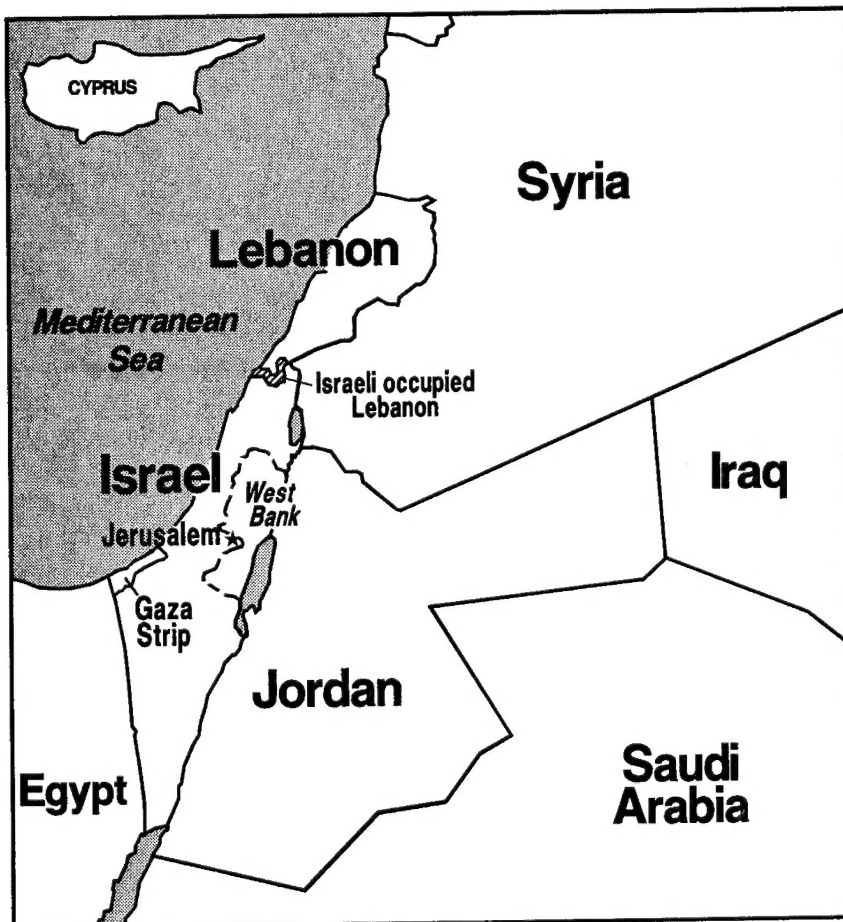 CYPRUS
Syria
Lebanon
Mediterranean
Sea
Israeli occupied
Lebanon
Israel
West
Bank
Iraq
Jerusalem
Gaza
Strip
Jordan
Egypt
Saudi
Arabia